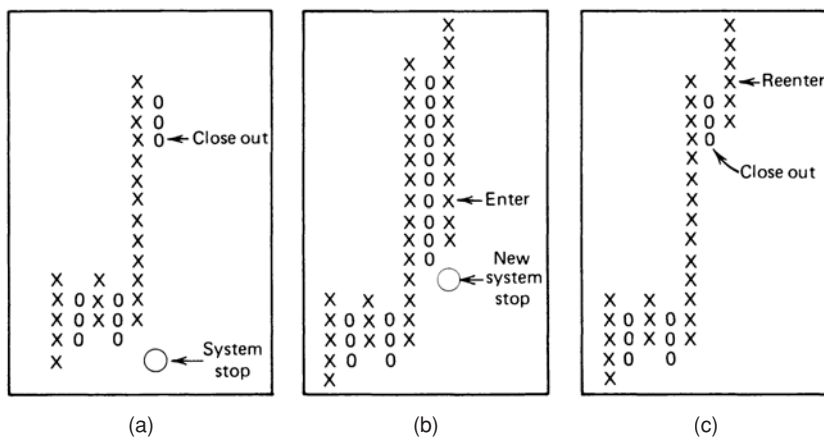 Close out
System
stop
(a)
Enter
New
system
stop
(b)
Reenter
Close out
(c)